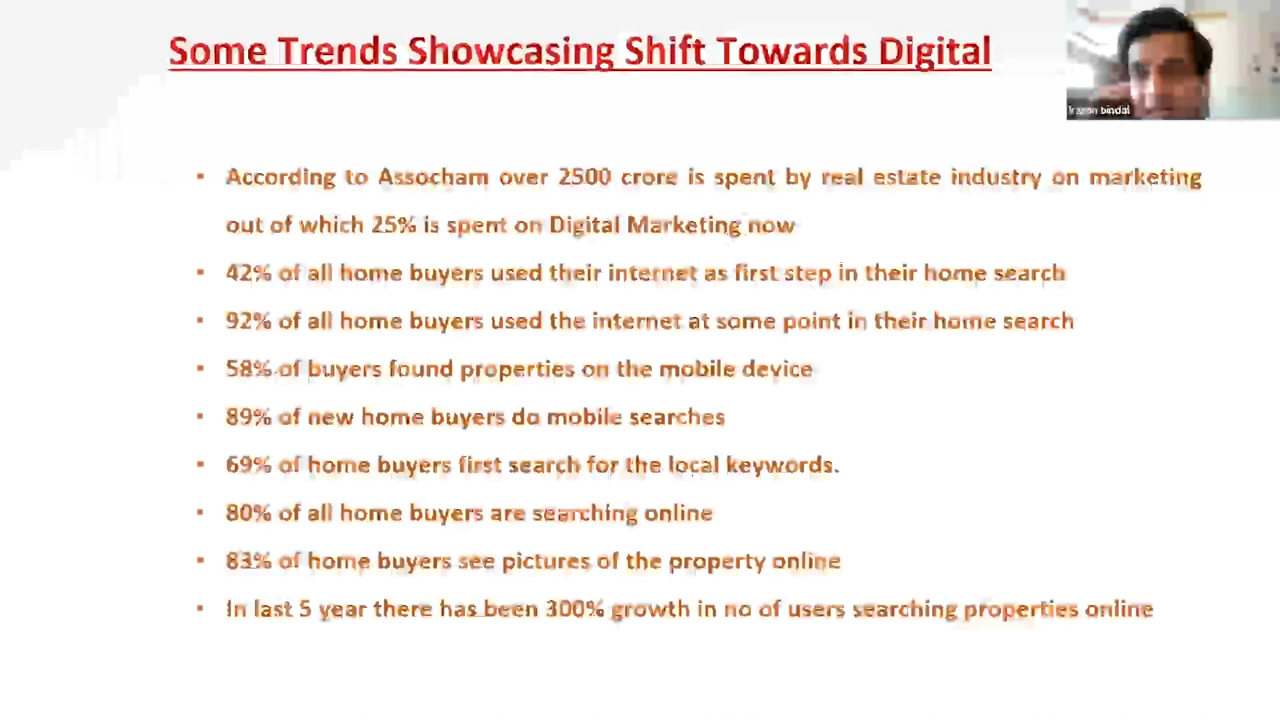 Some Trends Showcasing Shift Towards Digital
bindal
• According to Assocham over 2500 crore is spent by real estate industry on marketing
out of which 25% is spent on Digital Marketing now
• 42% of all home buyers used their internet as first step in their home search
• 92% of all home buyers used the internet at some point in their home search
• 58% of buyers found properties on the mobile device
• 89% of new home buyers do mobile searches
• 69% of home buyers first search for the local keywords.
• 80% of all home buyers are searching online
• 83% of home buyers see pictures of the property online
• In last 5 year there has been 300% growth in no of users searching properties online